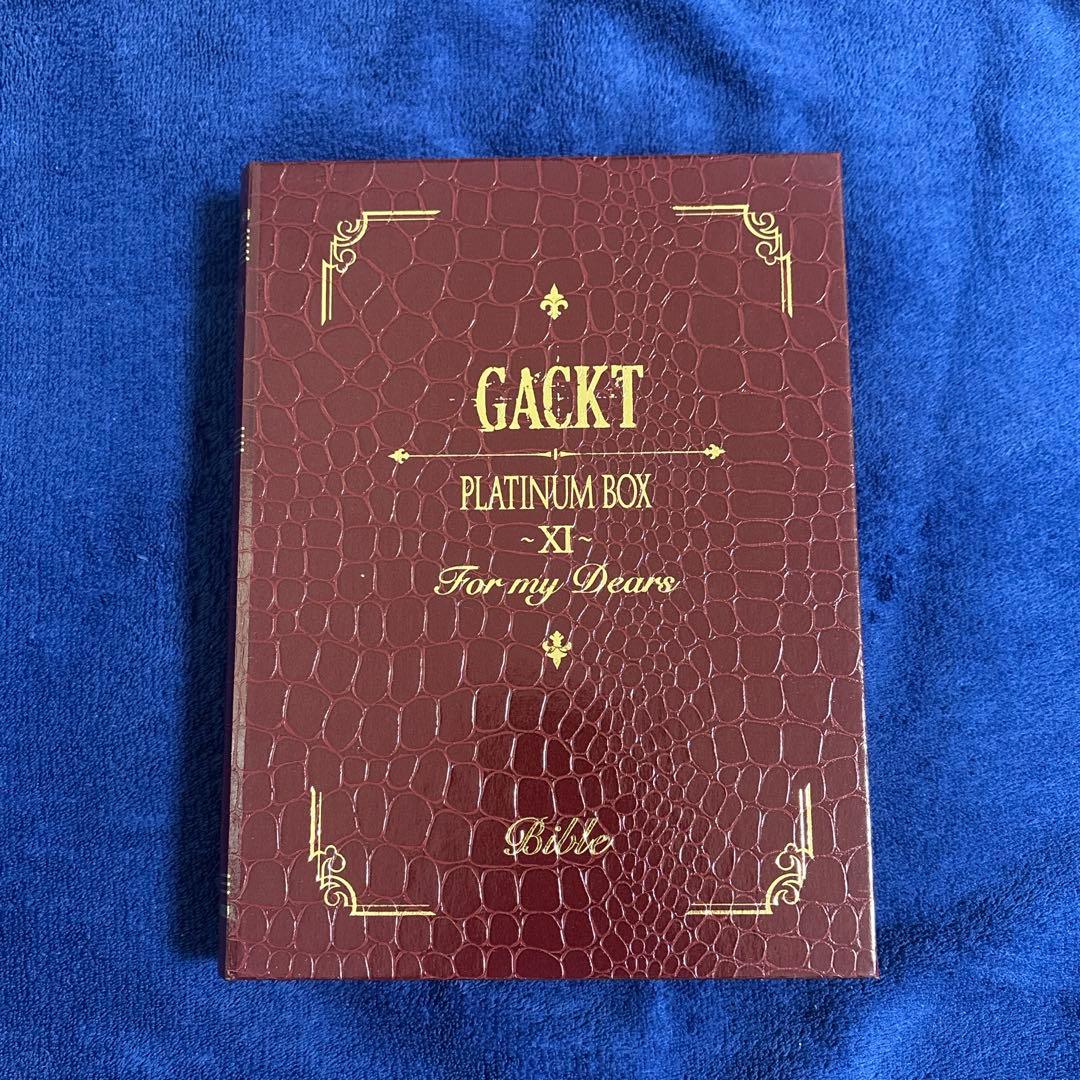 GACKT
PLATINUM BOX
~XI~
For my Dears
Bible